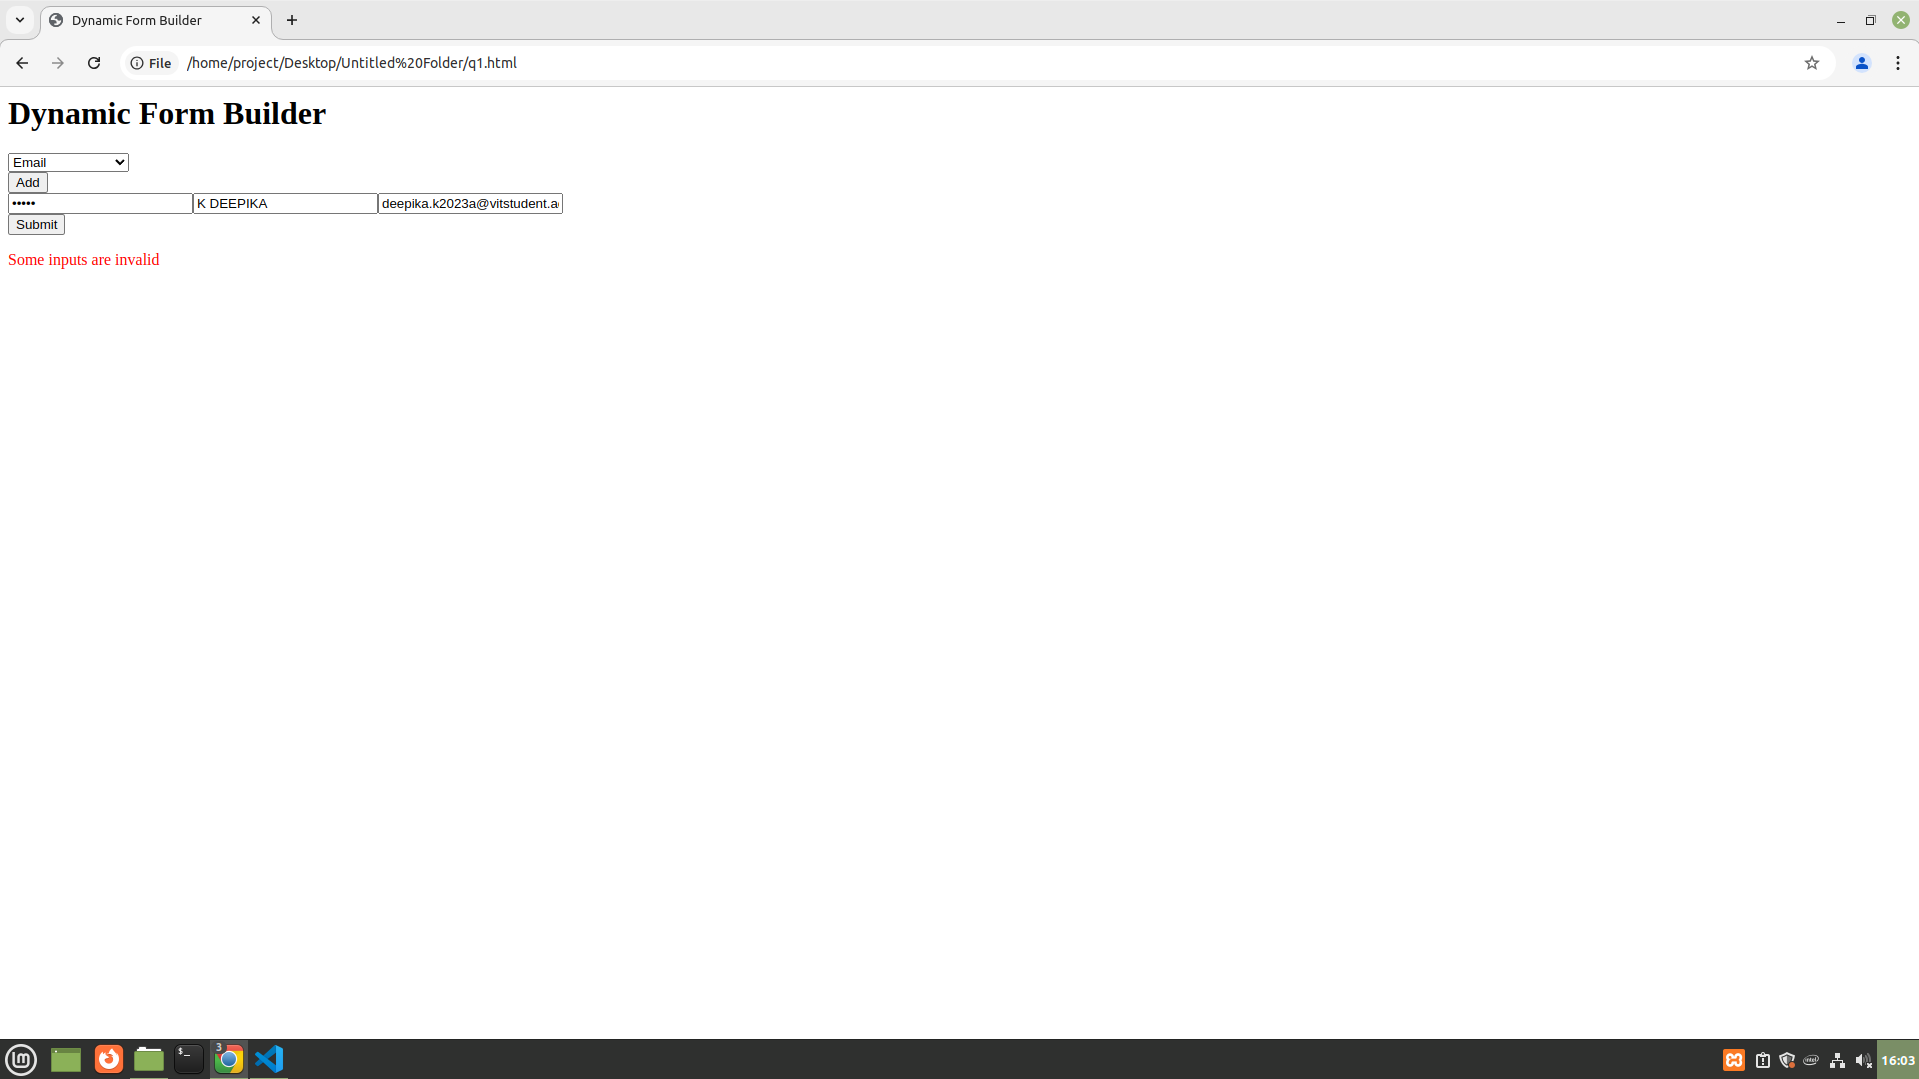 Dynamic Form Builder
File /home/project/Desktop/Untitled%20Folder/q1.html
Dynamic Form Builder
Email
Add
••••• K DEEPIKA deepika.k2023a@vitstudent.a
Submit
Some inputs are invalid
3
16:03